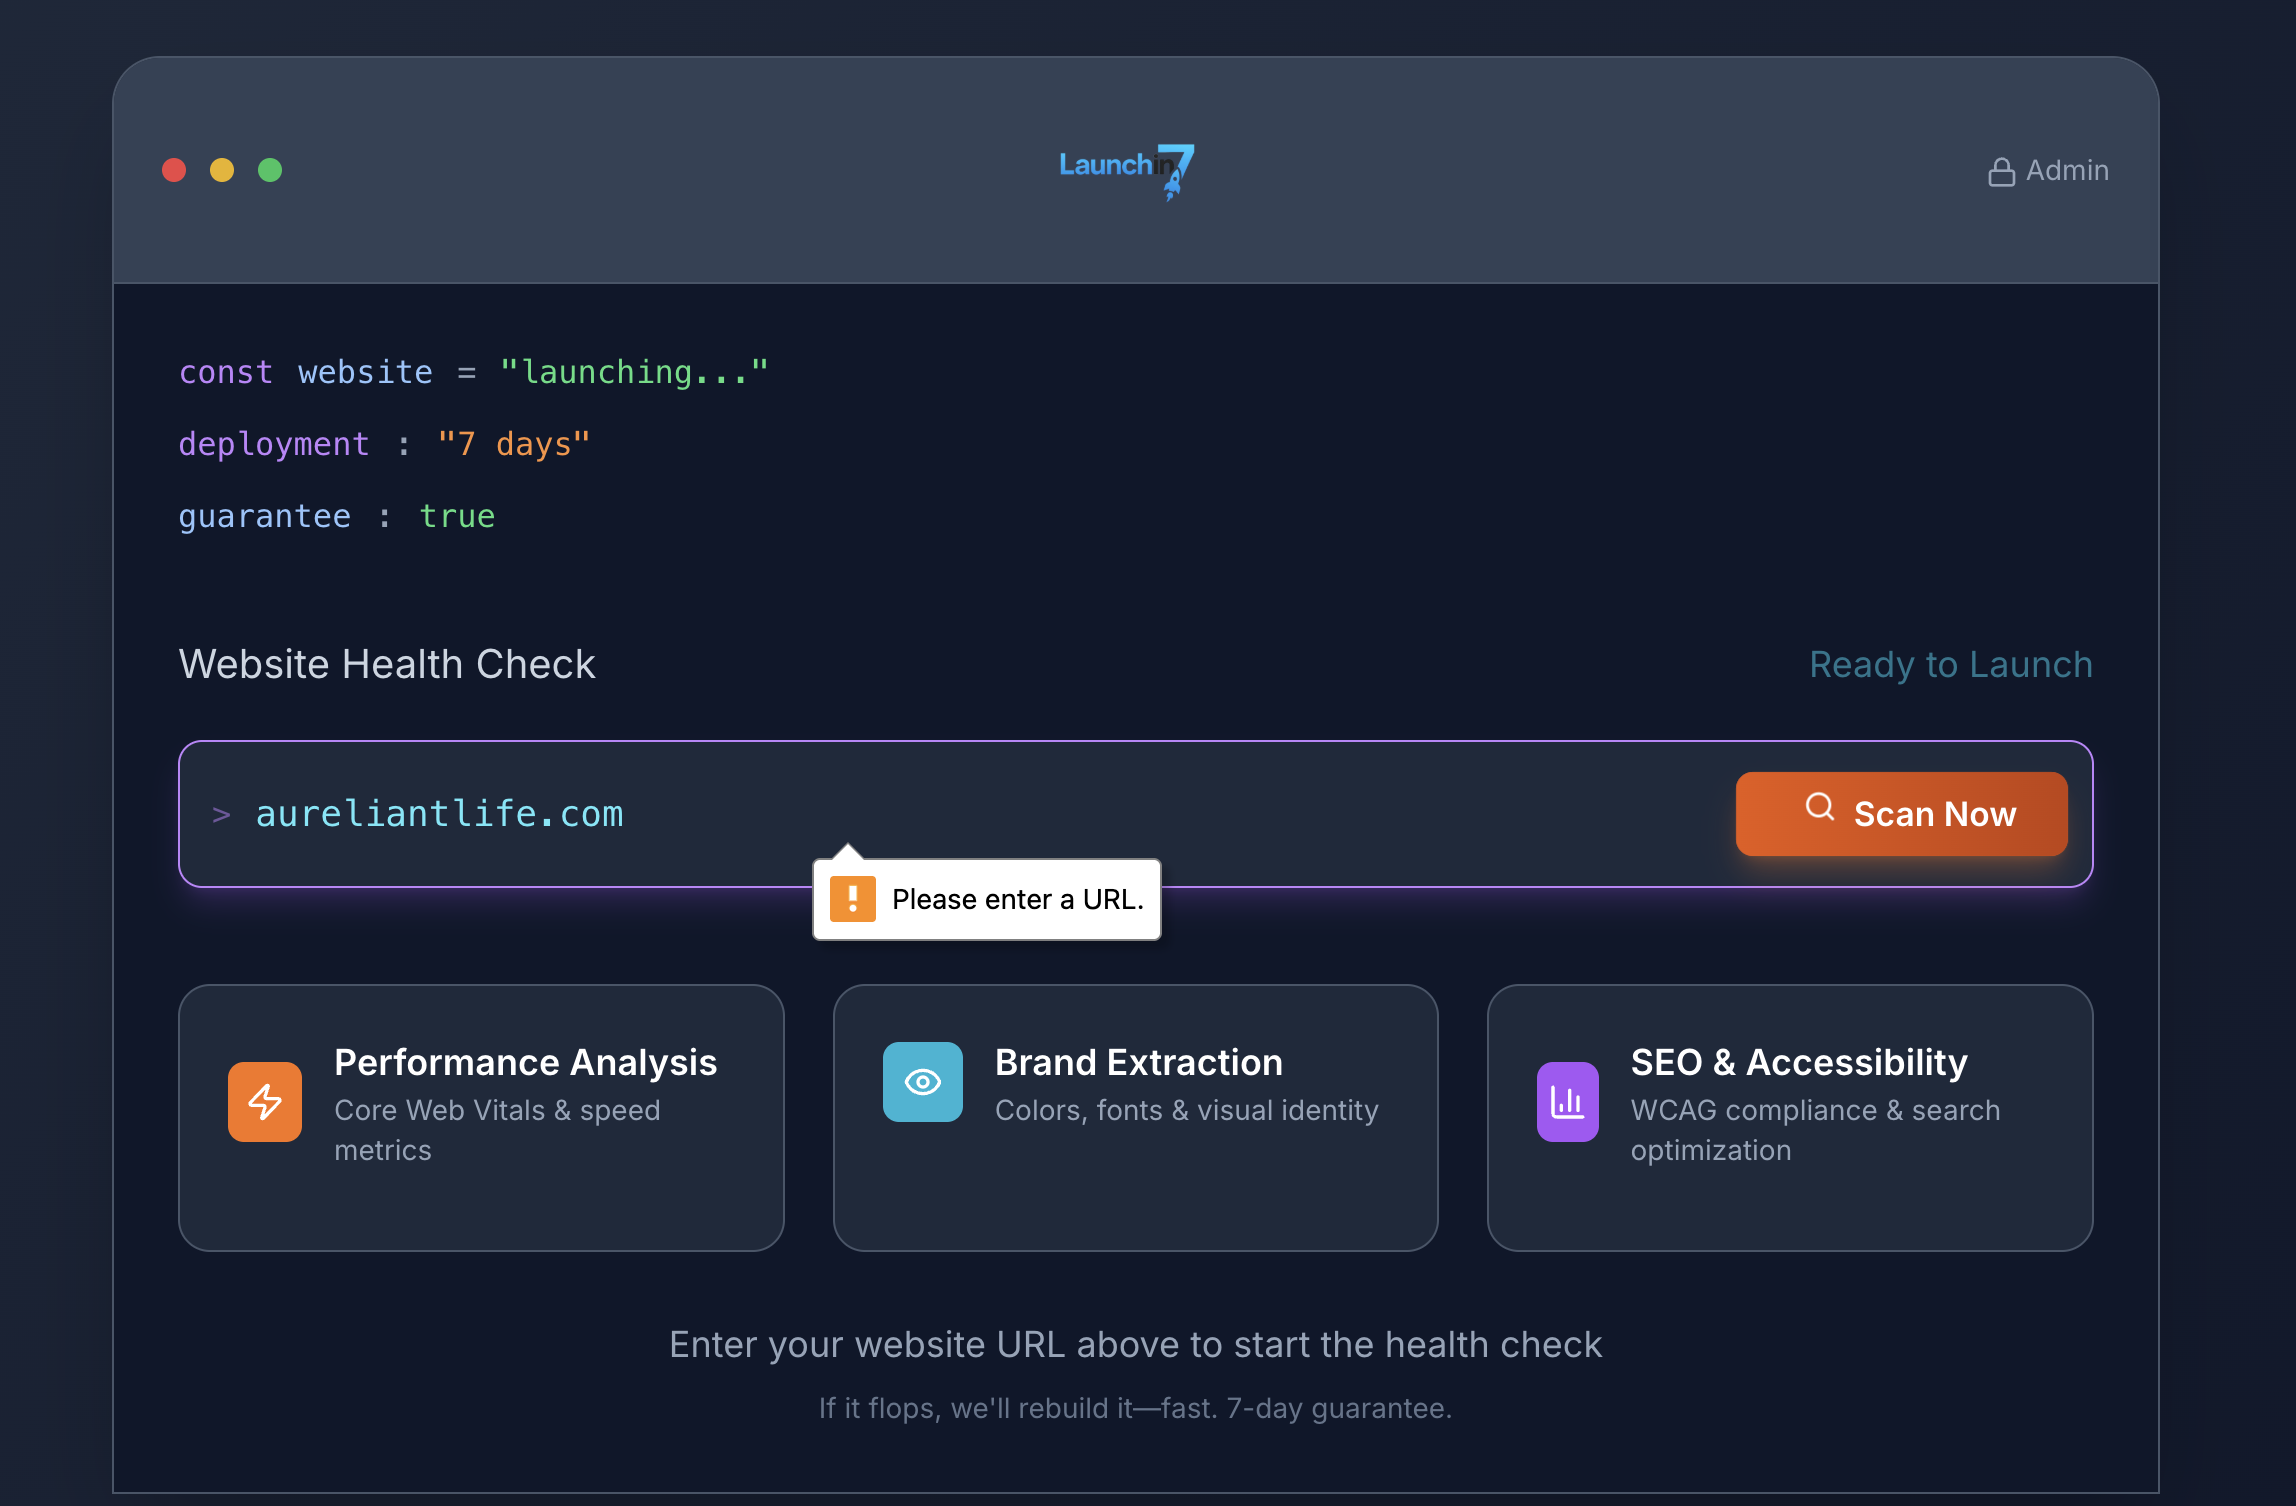 Launchin7
Admin
const website = "launching..."
deployment : "7 days"
guarantee : true
Website Health Check
Ready to Launch
> aureliantlife.com
Scan Now
Please enter a URL.
Performance Analysis
Core Web Vitals & speed
metrics
Brand Extraction
Colors, fonts & visual identity
SEO & Accessibility
WCAG compliance & search
optimization
Enter your website URL above to start the health check
If it flops, we'll rebuild it—fast. 7-day guarantee.